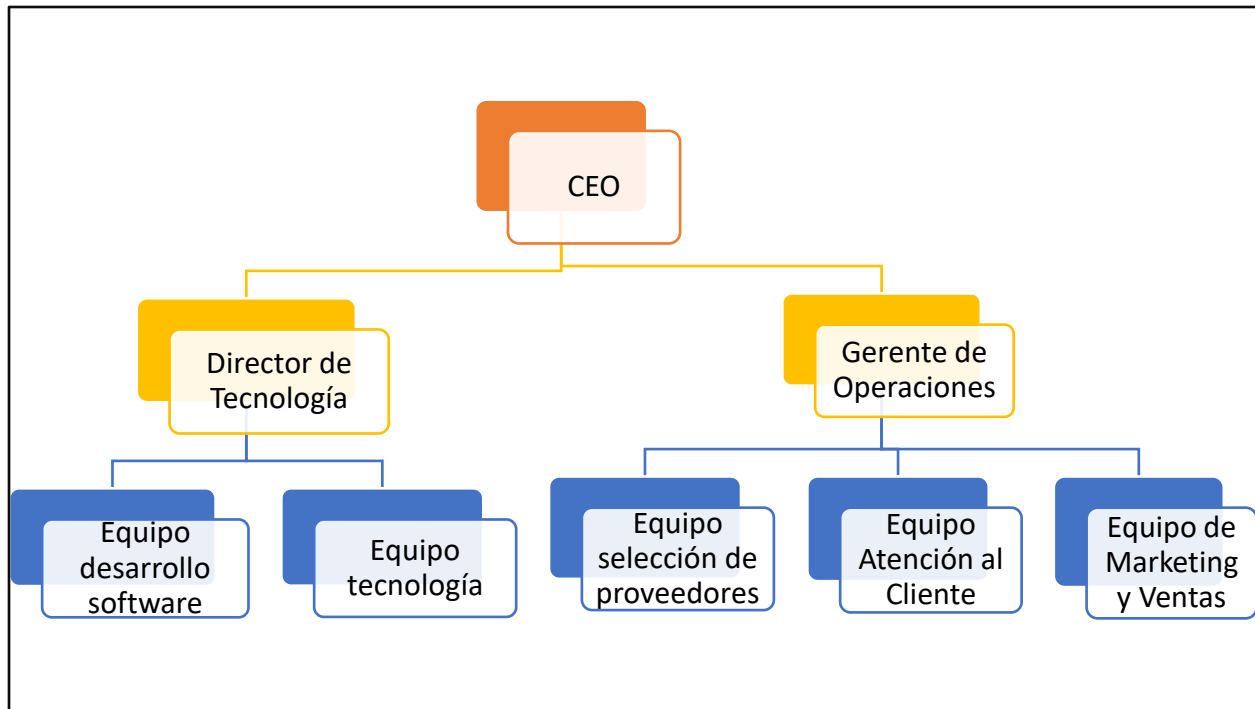 CEO
Director de
Tecnología
Gerente de
Operaciones
Equipo
desarrollo
software
Equipo
tecnología
Equipo
selección de
proveedores
Equipo
Atención al
Cliente
Equipo de
Marketing
y Ventas